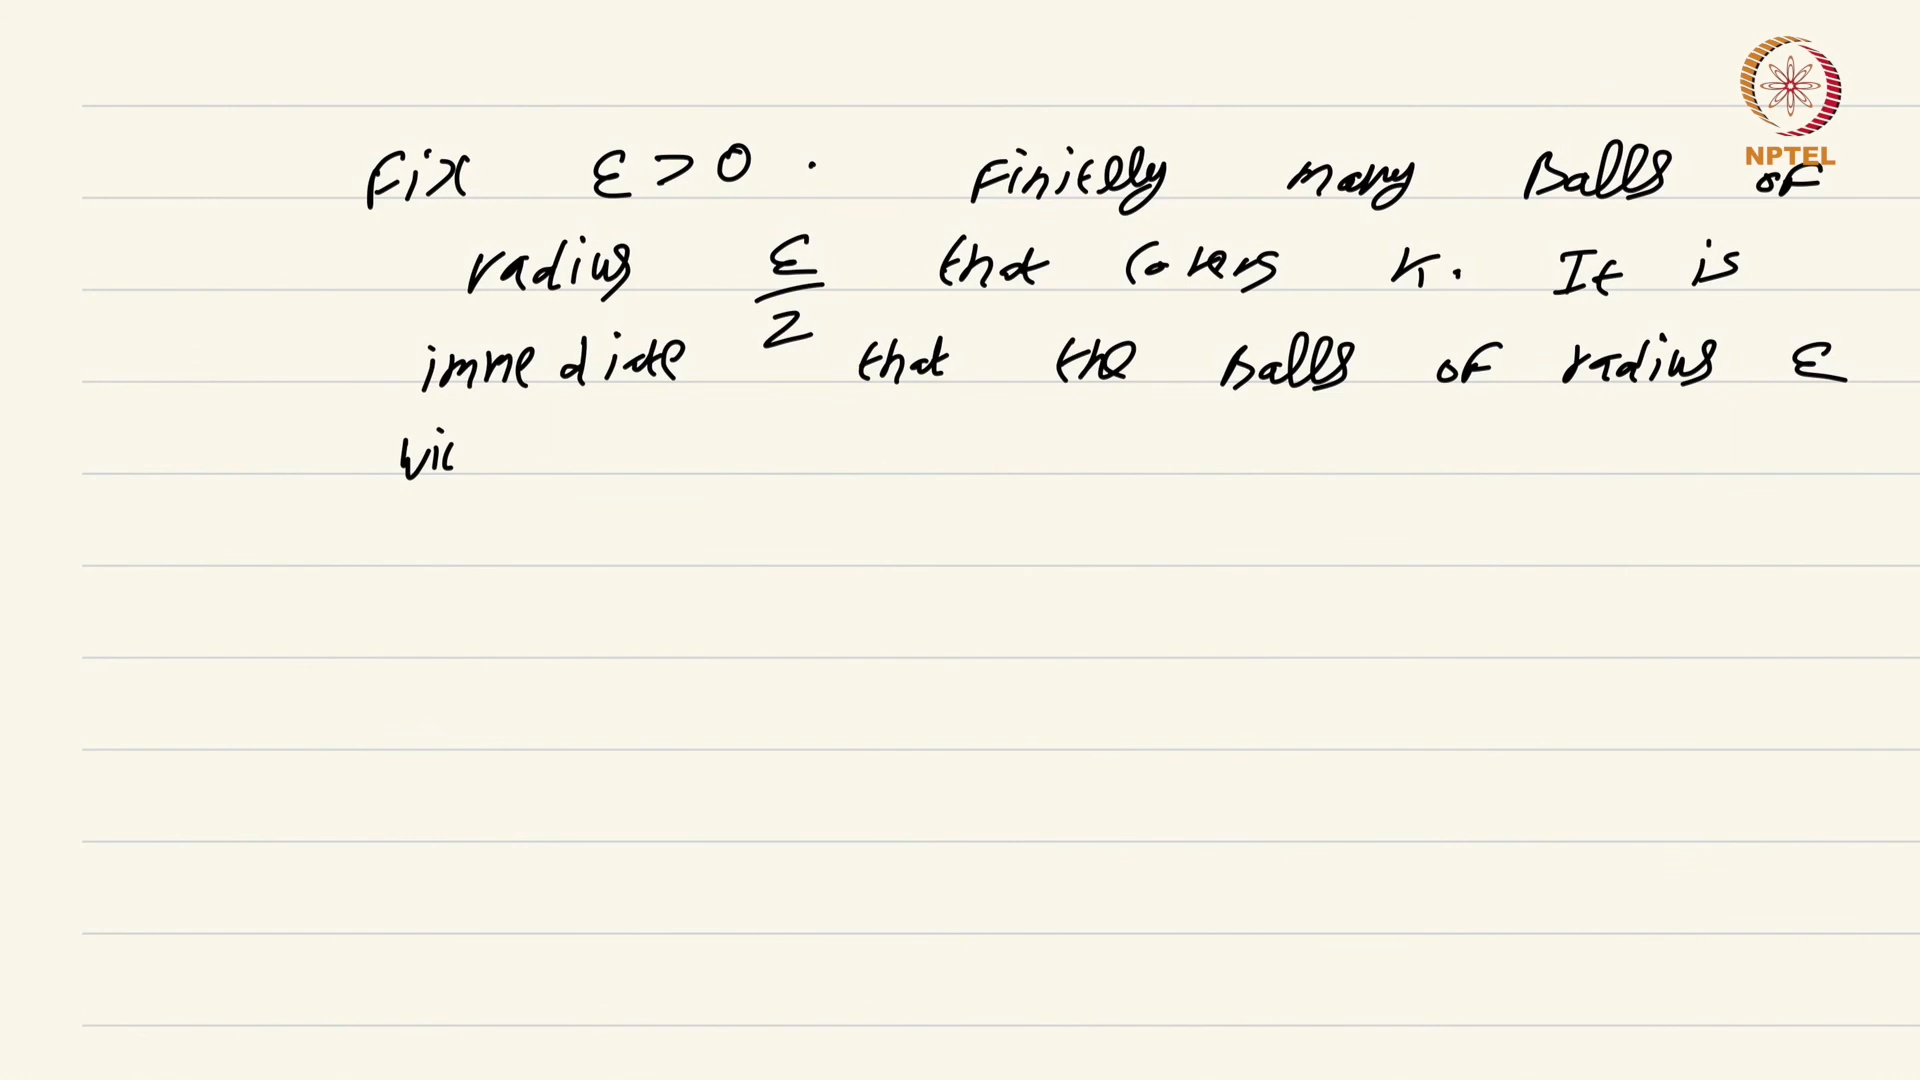 Fix ε > 0 . Finitely many Balls of
radius ε/2 that covers K. It is
immediate that the Balls of radius ε
wil
NPTEL